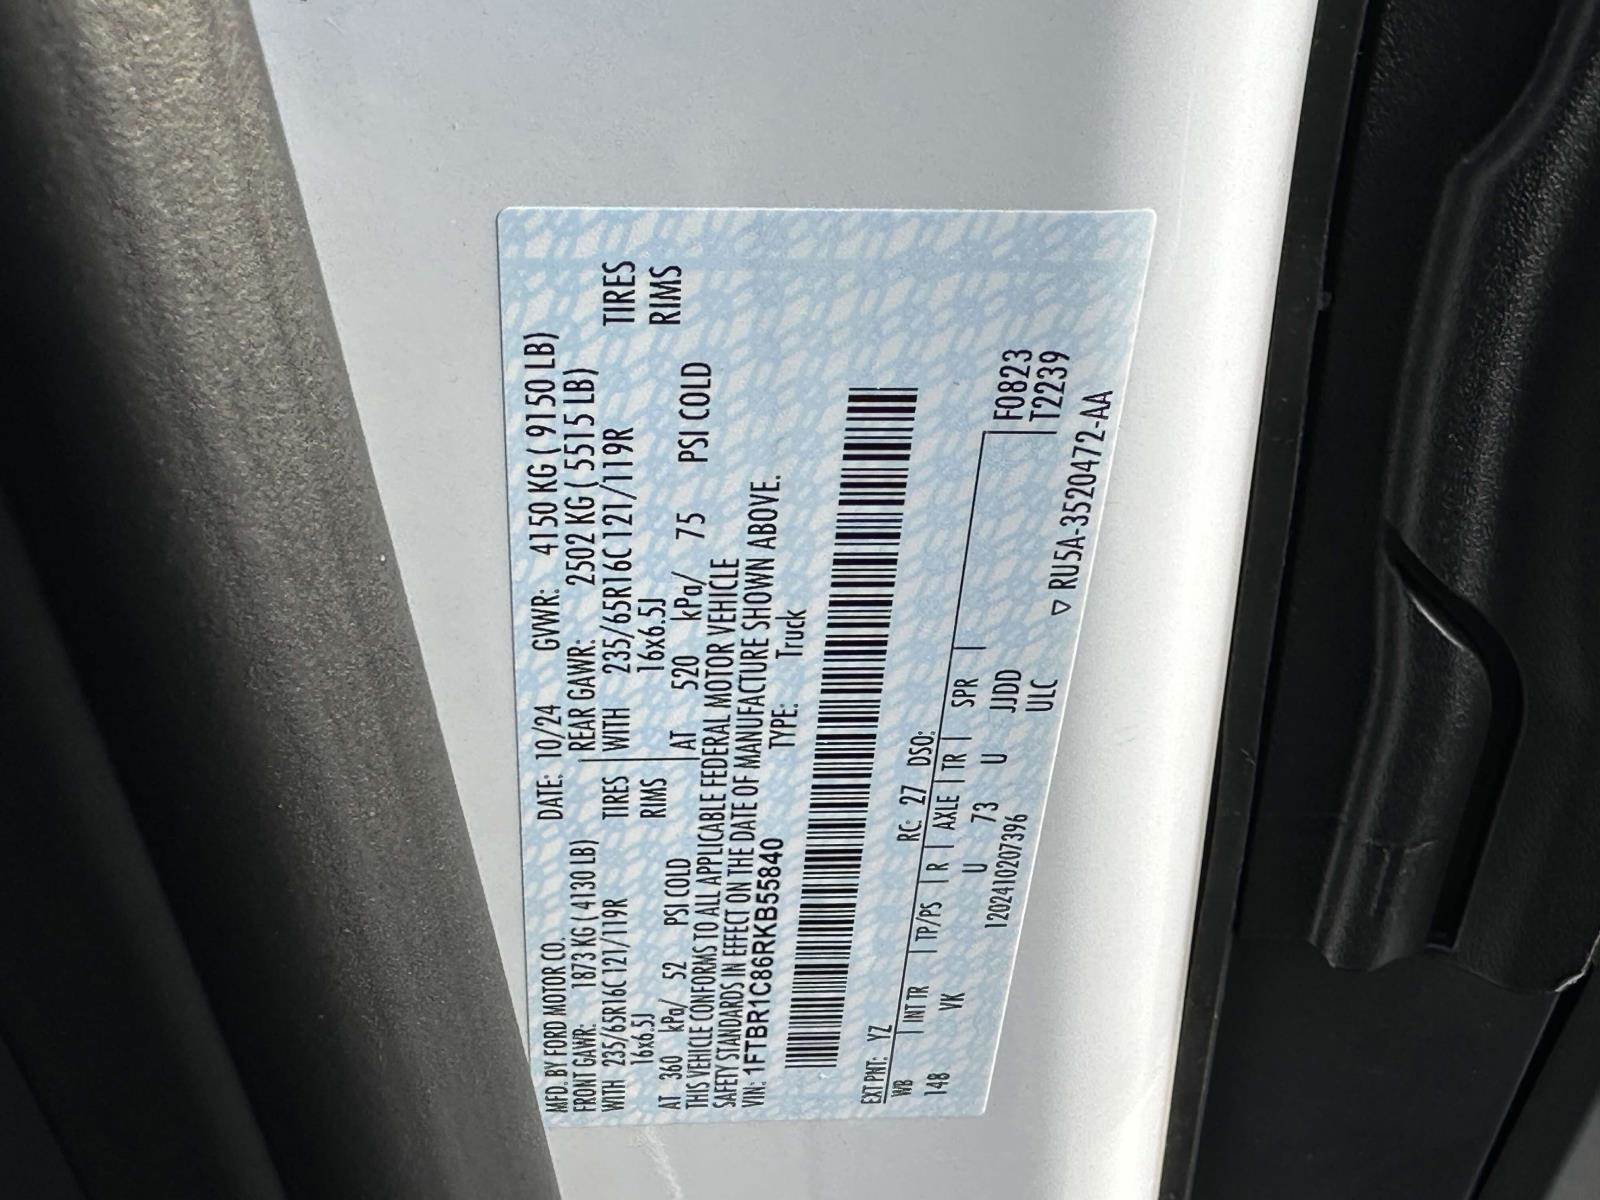 MFD. BY FORD MOTOR CO.
DATE: 10/24 GVWR: 4150 KG ( 9150 LB)
FRONT GAWR: 1873 KG ( 4130 LB)
REAR GAWR: 2502 KG ( 5515 LB)
WITH 235/65R16C 121/119R TIRES
WITH 235/65R16C 121/119R TIRES
16x6.5J RIMS
16x6.5J RIMS
AT 360 kPa/ 52 PSI COLD
AT 520 kPa/ 75 PSI COLD
THIS VEHICLE CONFORMS TO ALL APPLICABLE FEDERAL MOTOR VEHICLE
SAFETY STANDARDS IN EFFECT ON THE DATE OF MANUFACTURE SHOWN ABOVE.
VIN: 1FTBR1C86RKB55840 TYPE: Truck
EXT PNT: YZ RC: 27 DSO:
WB | INT TR | TP/PS | R | AXLE | TR | SPR |
148 VK U 73 U JJDD
F0823
T2239
1202410207396 ULC
▽ RU5A-3520472-AA